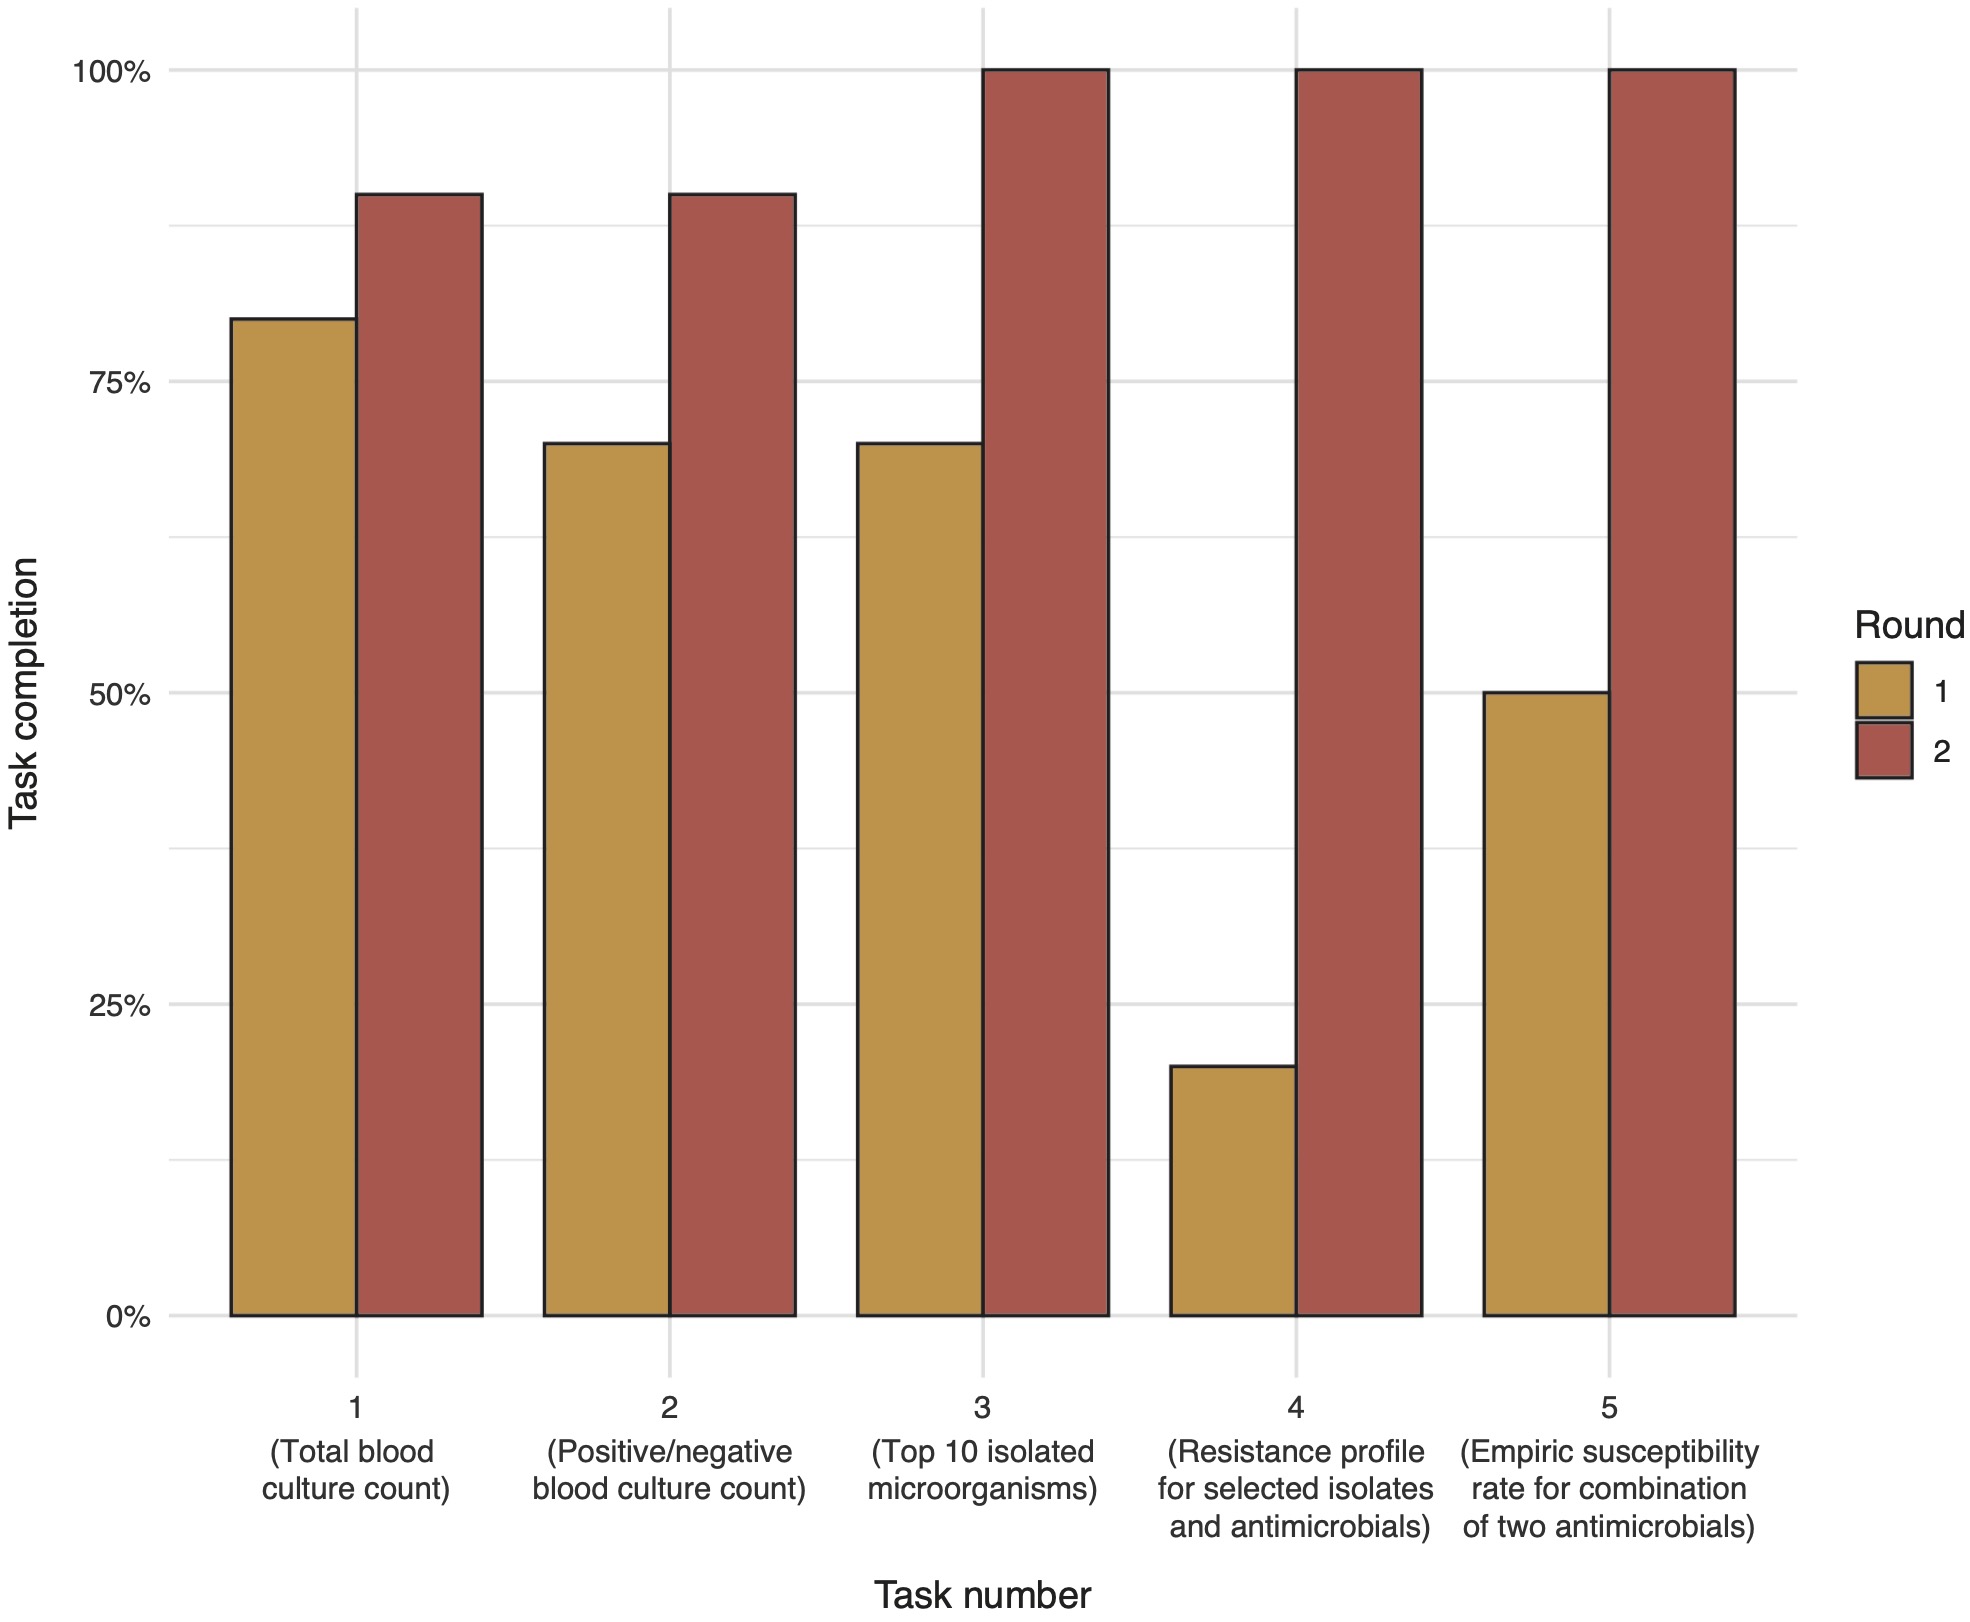 100%
75%
50%
25%
0%
Task completion
1
(Total blood
culture count)
2
(Positive/negative
blood culture count)
3
(Top 10 isolated
microorganisms)
4
(Resistance profile
for selected isolates
and antimicrobials)
5
(Empiric susceptibility
rate for combination
of two antimicrobials)
Task number
Round
1
2